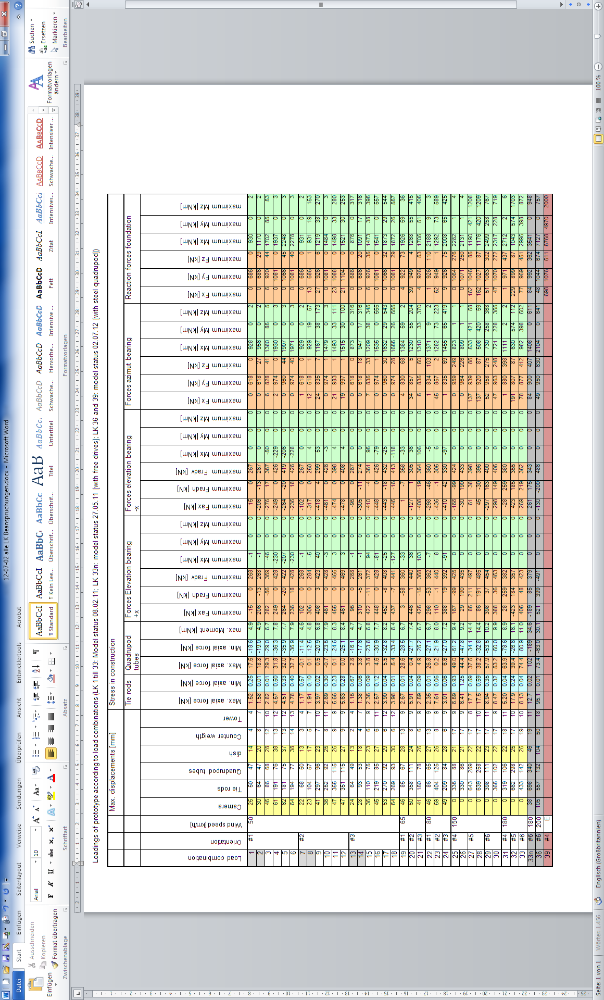 12-07-02 alle LK Beanspruchungen.docx - Microsoft Word
Datei Start Einfügen Seitenlayout Verweise Sendungen Überprüfen Ansicht Entwicklertools Acrobat
Einfügen
Ausschneiden
Kopieren
Format übertragen
Zwischenablage
Arial 10
F K U abc x₂ x²
Schriftart
Absatz
AaBbCcI AaBbCcI AaBbC AaBbCc AaB AaBbCc. AaBbCcD AaBbCcD AaBbCcD AaBbCcD AaBbCcI AaBbCc AABBCCD AABBCCD
¶ Standard ¶ Kein Lee... Überschrif... Überschrif... Titel Untertitel Schwache... Hervorhe... Intensive ... Fett Zitat Intensives... Schwache... Intensiver ...
Formatvorlagen
Formatvorlagen ändern
Suchen
Ersetzen
Markieren
Bearbeiten
Loadings of prototype according to load combinations (LK 1 till 33: Model status 08.02.11; LK 33n: model status 27.05.11 [with free drives]; LK 36 and 39: model status 02.07.12 [with steel quadrupod])
Max. displacements [mm] Stress in construction
Tie rods Quadrupod tubes Forces Elevation bearing +x Forces elevation bearing -x Forces azimut bearing Reaction forces foundation
Load combination Orientation Wind speed [km/h] Camera Tie rods Quadrupod tubes dish Counter weigth Tower Max. axial force [kN] Min. axial force [kN] Max. axial force [kN] Min. axial force [kN] maximum Moment [kNm] maximum Fax [kN] maximum Fradh [kN] maximum Fradv [kN] maximum Mx [kNm] maximum My [kNm] maximum Mz [kNm] maximum Fax [kN] maximum Fradh [kN] maximum Fradv [kN] maximum Mx [kNm] maximum My [kNm] maximum Mz [kNm] maximum Fx [kN] maximum Fy [kN] maximum Fz [kN] maximum Mx [kNm] maximum My [kNm] maximum Mz [kNm] maximum Fx [kN] maximum Fy [kN] maximum Fz [kN] maximum Mx [kNm] maximum My [kNm] maximum Mz [kNm]
1 #1 50 25 50 47 14 4 4 1.52 0.25 17.5 -18.6 4.9 -15 0 268 -1 0 0 15 0 267 0 0 0 0 618 0 928 0 2 0 686 0 930 0 2
2 30 64 47 20 8 7 1.58 0.01 18.8 -19.0 4.9 206 -13 268 -1 0 0 -206 -13 267 0 0 0 0 618 27 956 0 2 0 686 29 1170 0 2
3 45 86 68 28 12 10 2.82 0.01 29.3 -29.0 6.7 282 -56 359 -46 0 0 -276 17 357 -50 0 0 6 828 41 1380 85 5 6 920 44 1702 85 53
4 61 191 76 38 13 12 4.57 0.50 31.8 -36.3 7.8 249 0 428 -230 0 0 -249 0 426 -229 0 0 2 974 0 1930 0 3 0 1081 0 1937 0 3
5 62 181 75 37 13 12 4.51 0.33 32.0 -35.9 7.7 264 -20 422 -207 0 0 -264 -20 419 -206 0 0 0 960 44 1907 0 3 0 1066 45 2248 0 3
6 64 194 77 38 14 13 4.78 0.40 32.7 -36.9 7.9 236 18 428 -230 0 0 -236 18 426 -228 0 0 0 974 40 1971 0 3 0 1081 40 2278 0 3
7 #2 22 68 50 13 3 4 1.17 0.57 -0.1 -11.4 4.6 102 0 268 -1 0 0 -102 0 267 0 0 0 1 618 0 929 0 2 0 686 0 931 0 2
8 23 104 57 17 5 7 1.91 0.10 0.1 -12.5 4.8 306 0 284 -5 0 0 -317 0 250 4 0 0 12 618 1 929 19 57 13 686 1 931 19 153
9 41 297 96 23 7 10 3.97 0.02 0.5 -20.9 6.8 408 3 423 40 0 0 -418 4 299 53 0 0 24 835 7 1167 38 173 27 926 6 1219 38 270
10 36 252 92 25 8 11 2.69 0.30 -0.7 -23.5 7.9 461 0 428 -3 0 0 -461 0 426 -3 0 0 0 974 1 1479 0 3 0 1081 0 1484 0 3
11 47 355 115 26 9 9 5.66 0.23 0.1 -24.6 8.3 455 1 466 3 0 0 -474 1 398 4 0 0 21 983 1 1493 33 111 23 1088 0 1498 33 280
12 47 351 115 27 9 9 5.63 0.28 0.0 -25.1 8.4 461 0 469 3 0 0 -478 0 408 4 0 0 19 997 1 1515 30 100 21 1104 0 1521 30 253
13 #3 24 64 49 13 2 4 1.15 0.67 2.8 -16.1 4.7 95 0 268 -1 0 0 -95 0 267 0 0 0 0 618 0 873 0 316 0 686 0 876 0 317
14 28 93 53 18 4 7 1.38 0.06 4.6 -17.6 4.7 310 -5 261 -1 0 0 -305 -11 274 0 0 0 0 618 18 947 17 316 0 686 20 1091 17 316
15 35 110 75 23 6 9 2.35 0.09 3.8 -23.8 6.8 422 -11 372 94 0 0 -410 -4 351 95 0 0 7 835 33 1209 38 345 6 926 35 1473 38 395
16 45 219 85 27 6 11 2.57 0.12 4.6 -30.9 7.7 448 0 428 -81 0 0 -448 0 426 -79 0 0 0 974 1 1535 0 555 0 1081 0 1541 0 557
17 53 270 92 29 6 12 3.90 0.04 5.5 -32.8 8.4 452 -8 408 -25 0 0 -443 -18 432 -25 0 0 0 960 30 1632 29 543 0 1066 32 1873 29 544
18 54 269 93 30 6 12 3.98 0.01 5.4 -33.4 8.4 437 -7 441 -127 0 0 -445 -16 413 -118 0 0 0 974 28 1655 26 555 0 1081 29 1872 26 557
19 #1 65 46 85 67 28 13 9 2.67 0.01 28.6 -28.5 6.7 3 -58 360 -33 0 0 1 -7 358 -33 0 0 4 830 68 1384 59 2 4 922 73 1926 59 36
20 #2 50 358 111 24 8 9 5.91 0.04 0.4 -21.7 7.4 446 1 440 36 0 0 -127 1 305 36 0 0 34 857 5 1230 55 204 39 949 4 1268 55 415
21 #3 41 150 78 25 6 9 2.59 0.09 4.9 -25.2 6.7 425 -15 358 103 0 0 -408 -19 364 106 0 0 5 835 50 1310 33 370 4 926 53 1706 51 405
22 #1 80 46 86 65 27 13 9 2.35 0.01 26.8 -27.1 6.7 298 -53 362 -7 0 0 -298 -46 360 -5 0 0 1 834 103 1371 9 2 1 926 110 2188 9 3
23 #2 59 404 125 26 8 9 7.61 0.06 0.2 -21.9 8.0 110 -1 440 8 0 0 -436 -1 305 6 0 0 45 857 2 1282 73 223 52 949 1 1292 73 589
24 #3 49 209 84 28 6 9 3.01 0.06 6.6 -27.0 7.2 388 19 392 -91 0 0 -410 42 330 -97 0 0 1 835 69 1455 65 419 9 926 75 2008 65 425
25 #4 150 0 335 88 21 17 9 6.59 0.93 49.0 -51.2 9.4 167 -99 425 0 0 0 -168 -99 424 0 0 0 0 959 249 823 1 1 0 1064 276 2282 1 4
26 0 330 86 21 17 9 6.41 1.25 44.4 -47.8 9.2 29 190 435 0 0 0 -30 190 433 0 0 0 0 964 226 809 1 1 0 1071 250 2131 1 4
27 #5 0 643 259 22 17 8 17.7 0.59 37.5 -34.1 14.4 85 211 497 0 0 0 61 -38 398 0 0 0 137 939 85 533 421 58 162 1046 85 1190 421 1208
28 0 639 258 22 17 10 17.5 0.59 38.2 -35.1 14.4 86 191 485 0 0 0 45 -30 396 0 0 0 137 920 87 508 420 59 162 1027 87 1176 420 1209
29 #6 0 398 111 23 17 11 8.94 0.35 57.9 -53.5 10.2 398 37 454 0 0 0 -297 163 400 0 0 0 52 958 275 730 258 368 51 1063 302 2499 258 767
30 0 365 102 22 17 9 8.47 0.32 53.2 -50.0 9.9 388 36 453 0 0 0 -298 149 405 0 0 0 47 963 248 721 228 355 47 1070 272 2317 228 719
31 #4 180 0 319 106 22 18 11 5.20 0.04 63.9 -78.6 8.9 -28 259 382 0 0 0 -28 259 380 0 0 0 1 880 398 1111 2 2 1 971 437 2712 2 6
32 #5 0 662 298 25 17 10 17.9 0.24 39.4 -26.6 16.1 -423 184 357 0 0 0 423 185 355 0 0 0 191 807 87 630 574 112 229 899 87 1043 574 1703
33 #6 0 433 142 26 19 10 8.13 0.04 74.4 -80.9 11.0 405 48 423 0 0 0 -269 219 352 0 0 0 78 877 412 982 398 502 77 969 451 2996 398 872
33n #6 180 38 698 340 46 19 11 12.7 0.02 102 -189 34.6 -189 85 379 0 0 0 261 175 343 0 0 0 84 900 407 1408 0 611 84 992 362 3541 0 948
36 #6 200 105 557 132 104 50 18 95.1 0.01 73.4 -63.0 30.1 521 399 -491 0 0 0 -130 -200 486 0 0 0 49 950 630 2104 0 641 48 1044 674 7127 0 757
39 #4 E 698 1076 611 5758 4970 2000
Seite: 1 von 1 Wörter: 1.456 Englisch (Großbritannien) 100 %